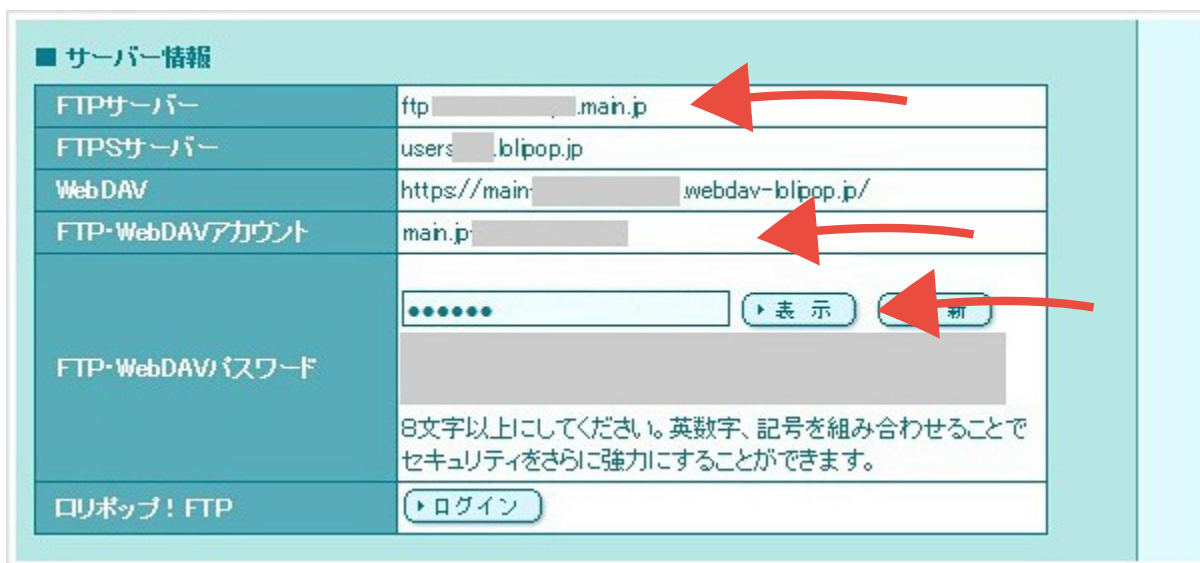 ■ サーバー情報
FTPサーバー ftp .main.jp
FTPSサーバー users .lolipop.jp
WebDAV https://main- .webdav-lolipop.jp/
FTP・WebDAVアカウント main.jp-
●●●●●● 表 示 新
FTP・WebDAVパスワード
8文字以上にしてください。英数字、記号を組み合わせることで
セキュリティをさらに強力にすることができます。
ロリポップ！FTP ログイン